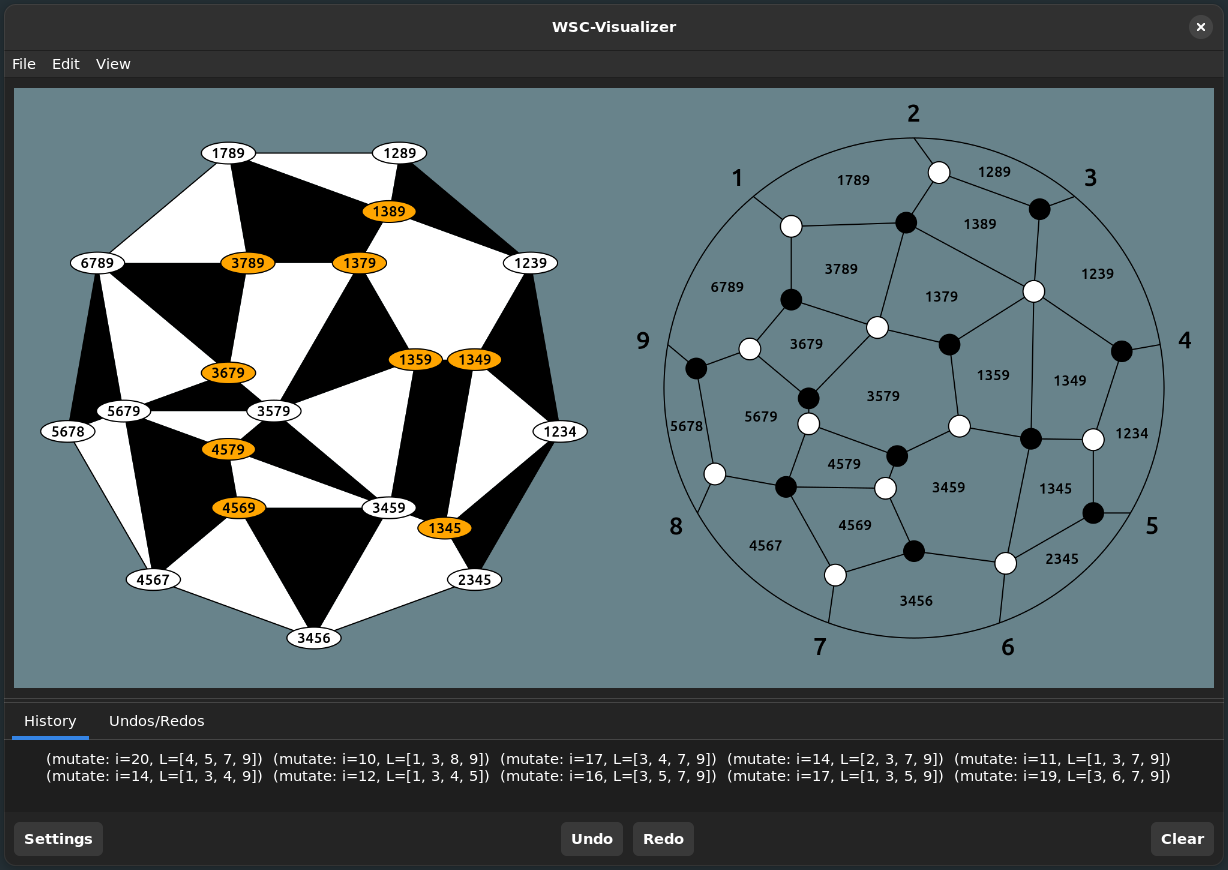 WSC-Visualizer
File Edit View
2
1789 1289
1289
1 1789 3
1389
1389
6789 3789 1379 1239
3789 1239
6789 1379
9 3679 4
1359 1349
3679 1359 1349
5679 3579
3579
5678 1234
5679 5678 1234
4579
4579 3459 1345
4569 3459
1345
4569 8 5
4567 2345
4567 2345
3456
3456
7 6
History Undos/Redos
(mutate: i=20, L=[4, 5, 7, 9]) (mutate: i=10, L=[1, 3, 8, 9]) (mutate: i=17, L=[3, 4, 7, 9]) (mutate: i=14, L=[2, 3, 7, 9]) (mutate: i=11, L=[1, 3, 7, 9])
(mutate: i=14, L=[1, 3, 4, 9]) (mutate: i=12, L=[1, 3, 4, 5]) (mutate: i=16, L=[3, 5, 7, 9]) (mutate: i=17, L=[1, 3, 5, 9]) (mutate: i=19, L=[3, 6, 7, 9])
Settings Undo Redo Clear